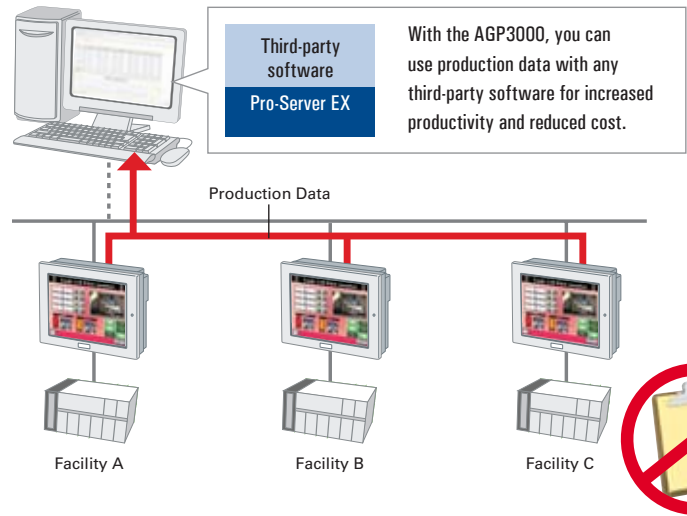 Third-party
software
Pro-Server EX
With the AGP3000, you can
use production data with any
third-party software for increased
productivity and reduced cost.
Production Data
Facility A
Facility B
Facility C